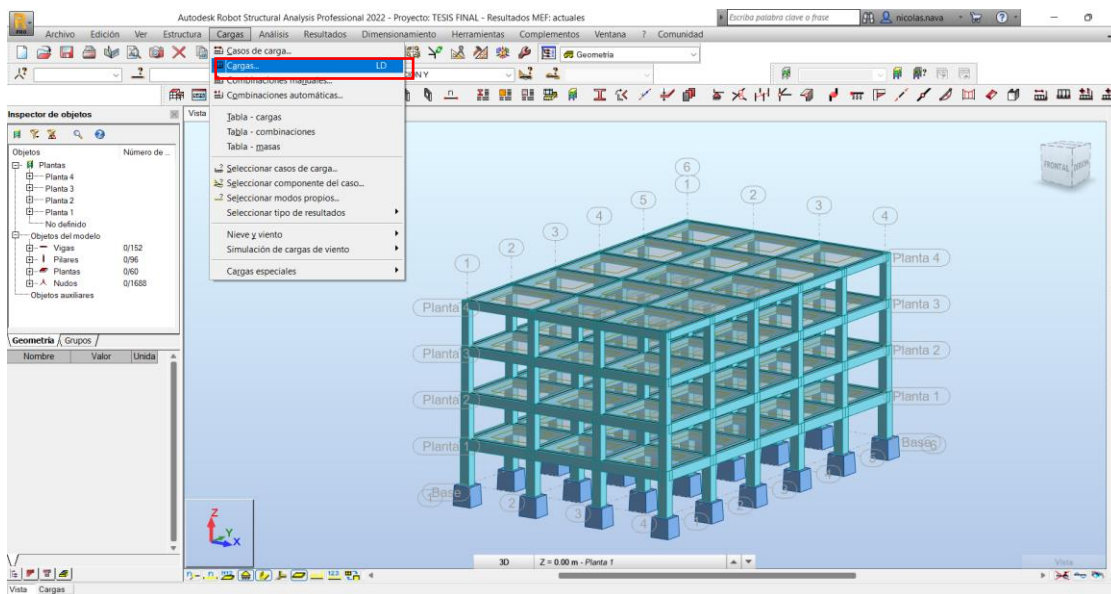 Autodesk Robot Structural Analysis Professional 2022 - Proyecto: TESIS FINAL - Resultados MEF: actuales
Escriba palabra clave o frase
nicolas.nava
PRO
Archivo Edición Ver Estructura Cargas Análisis Resultados Dimensionamiento Herramientas Complementos Ventana ? Comunidad
Geometría
Casos de carga...
Cargas... LD
Combinaciones manuales...
Combinaciones automáticas...
Tabla - cargas
Tabla - combinaciones
Tabla - masas
Seleccionar casos de carga...
Seleccionar componente del caso...
Seleccionar modos propios...
Seleccionar tipo de resultados
Nieve y viento
Simulación de cargas de viento
Cargas especiales
Inspector de objetos
Vista
Objetos Número de ...
Plantas
Planta 4
Planta 3
Planta 2
Planta 1
No definido
Objetos del modelo
Vigas 0/152
Pilares 0/96
Plantas 0/60
Nudos 0/1688
Objetos auxiliares
Geometría Grupos
Nombre Valor Unida
FRONTAL
6
1
5
2
4
3
3
4
2
1
Planta 4
Planta 3
Planta 2
Planta 1
Base
Planta
Planta 3
Planta 2
Planta 1
Base
2
3
4
Z
Y
X
3D Z = 0.00 m - Planta 1
Vista
Vista Cargas